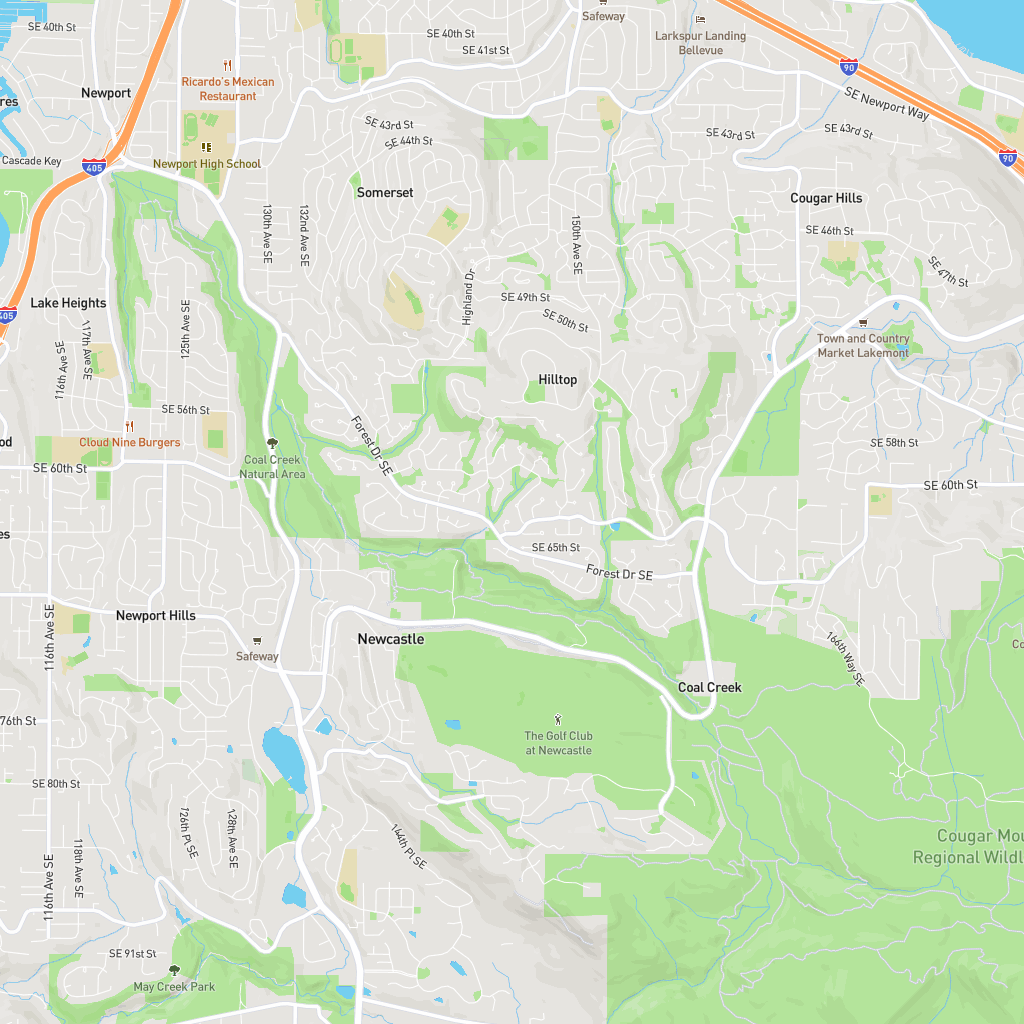 Safeway
SE 40th St
SE 40th St
Larkspur Landing
Bellevue
SE 41st St
90
Ricardo's Mexican
Restaurant
Newport
SE Newport Way
SE 43rd St
SE 44th St
SE 43rd St
SE 43rd St
Cascade Key
405
Newport High School
90
Somerset
Cougar Hills
130th Ave SE
132nd Ave SE
150th Ave SE
SE 46th St
SE 47th St
Highland Dr
SE 49th St
Lake Heights
405
SE 50th St
125th Ave SE
117th Ave SE
116th Ave SE
Town and Country
Market Lakemont
Hilltop
SE 56th St
Forest Dr SE
Cloud Nine Burgers
SE 58th St
Coal Creek
Natural Area
SE 60th St
SE 60th St
SE 65th St
Forest Dr SE
Newport Hills
116th Ave SE
Newcastle
166th Way SE
Safeway
Coal Creek
76th St
The Golf Club
at Newcastle
SE 80th St
126th Pl SE
128th Ave SE
144th Pl SE
118th Ave SE
116th Ave SE
Cougar Mou
Regional Wildl
SE 91st St
May Creek Park